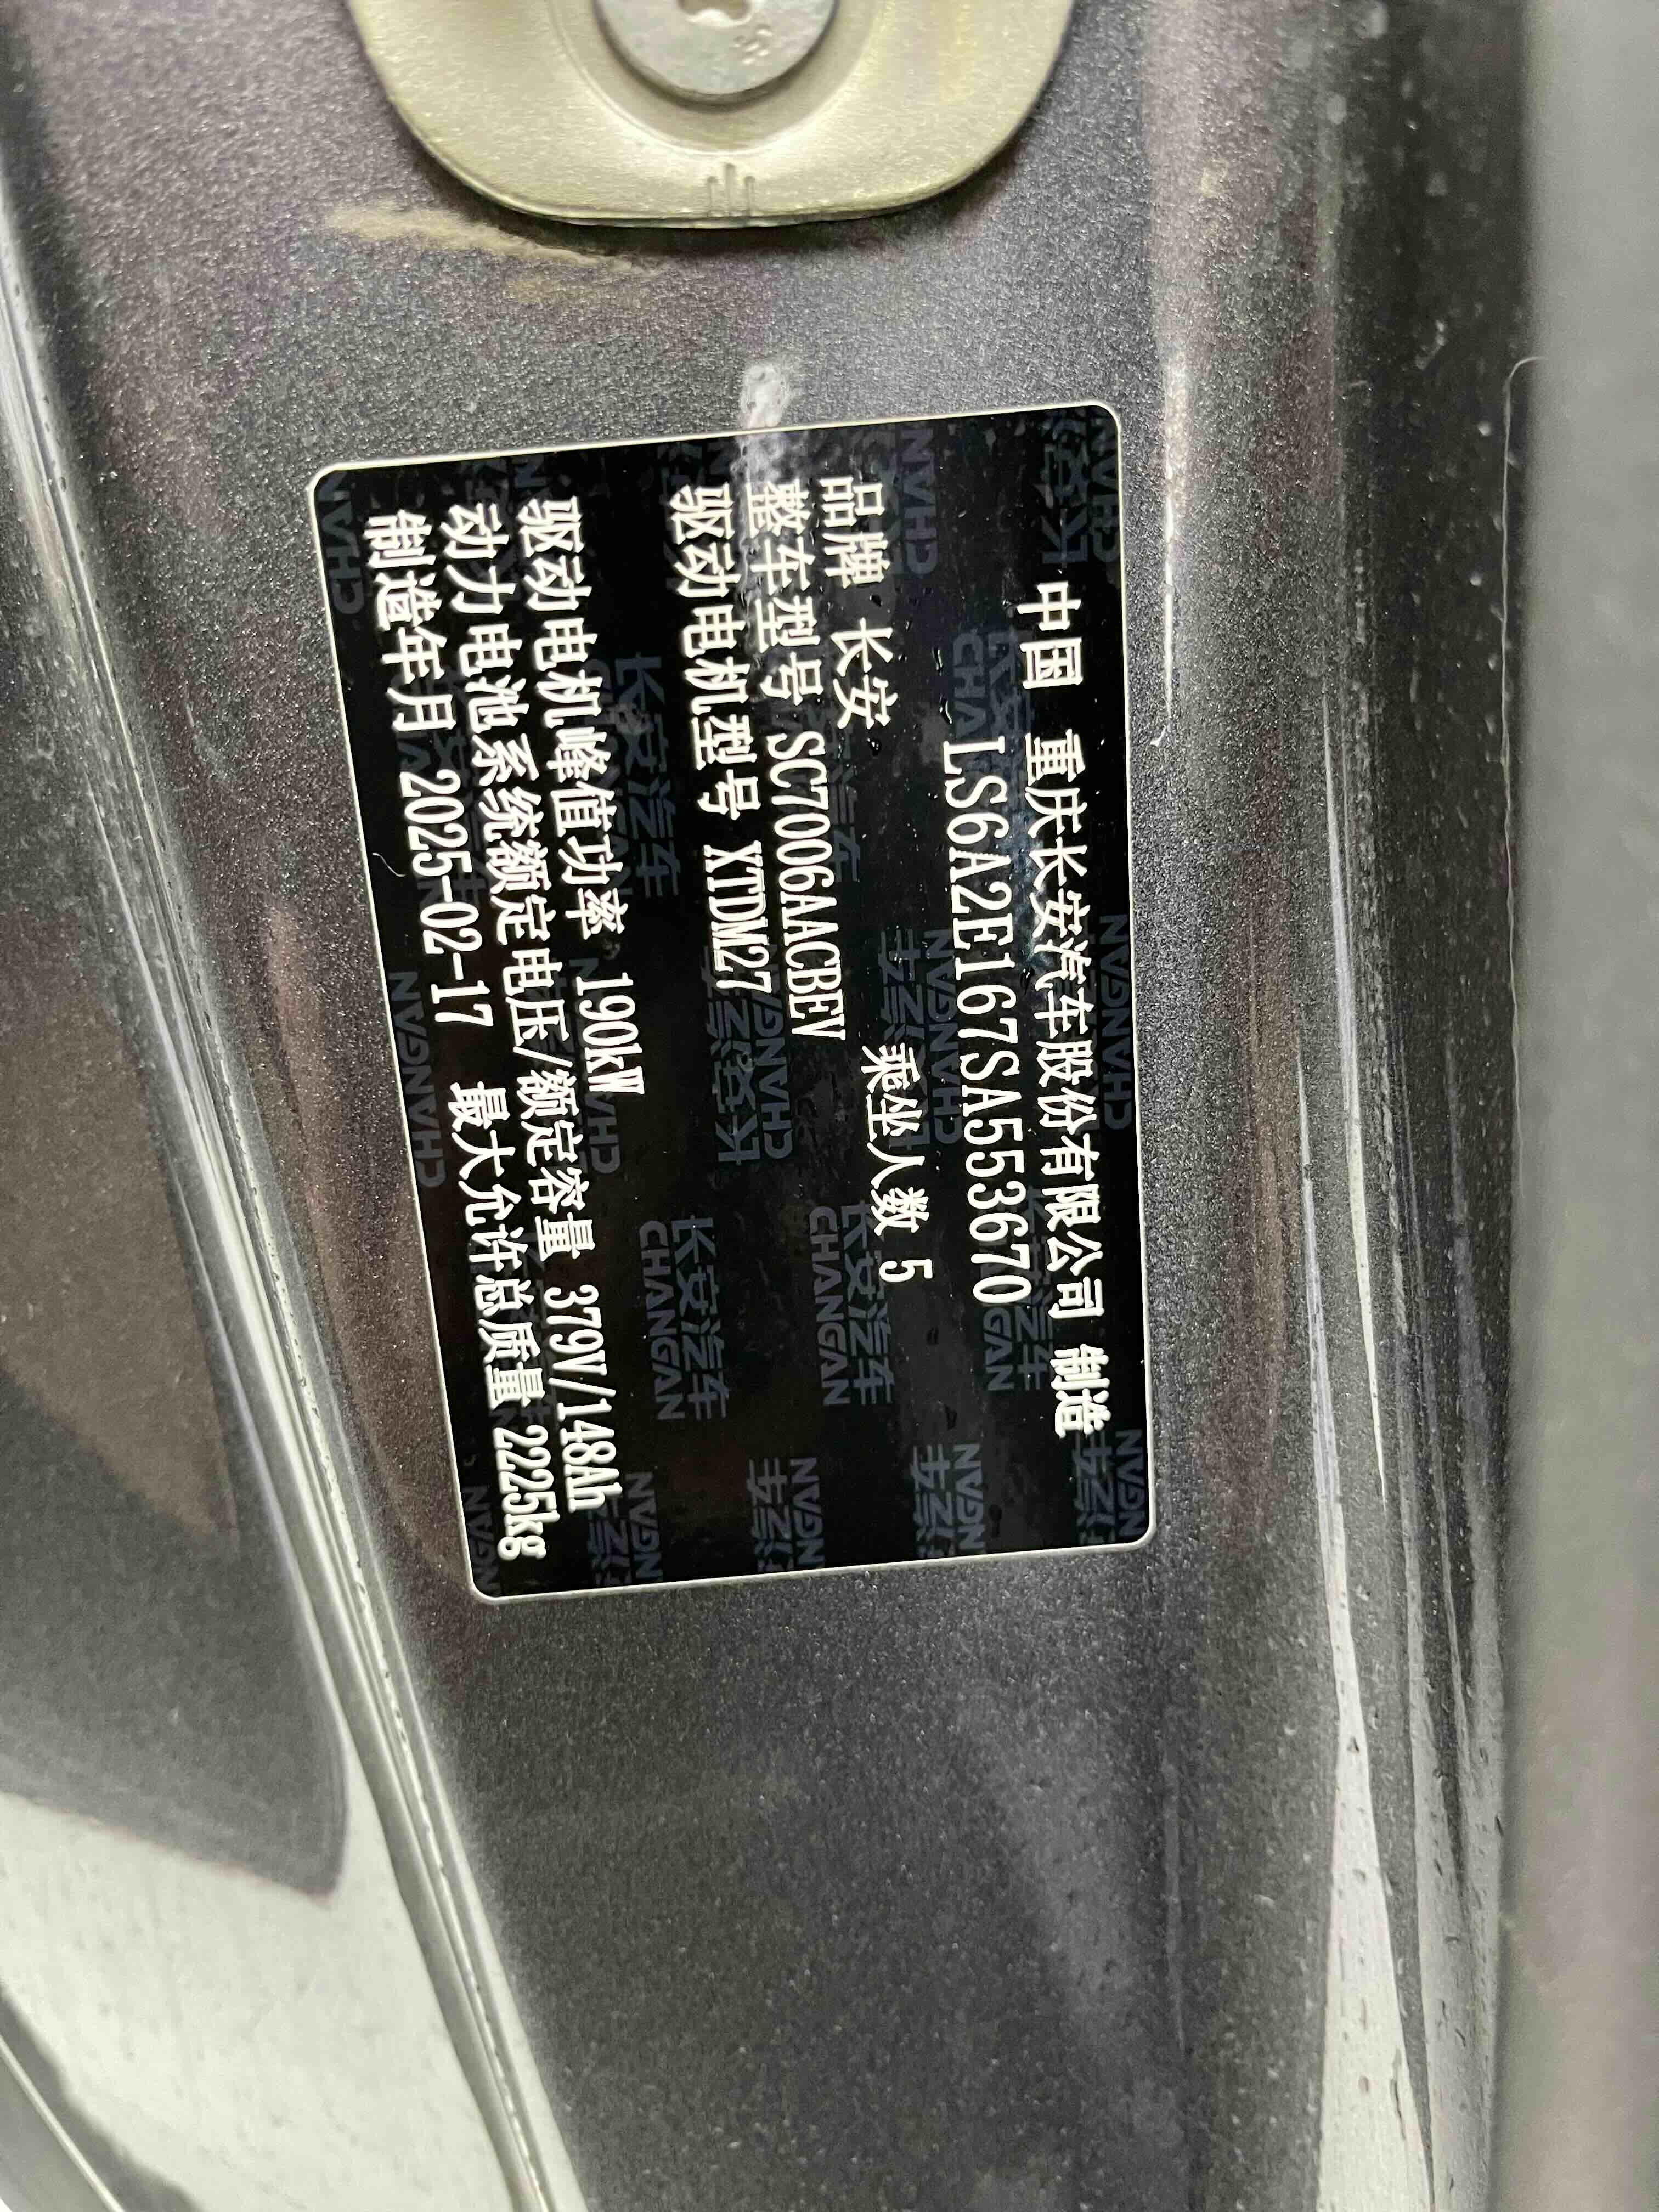 中国 重庆长安汽车股份有限公司 制造
LS6A2E167SA553670
品牌 长安 乘坐人数 5
整车型号 SC7006AACBEV
驱动电机型号 XTDM27
驱动电机峰值功率 190kW
动力电池系统额定电压/额定容量 379V/148Ah
制造年月 2025-02-17 最大允许总质量 2225kg